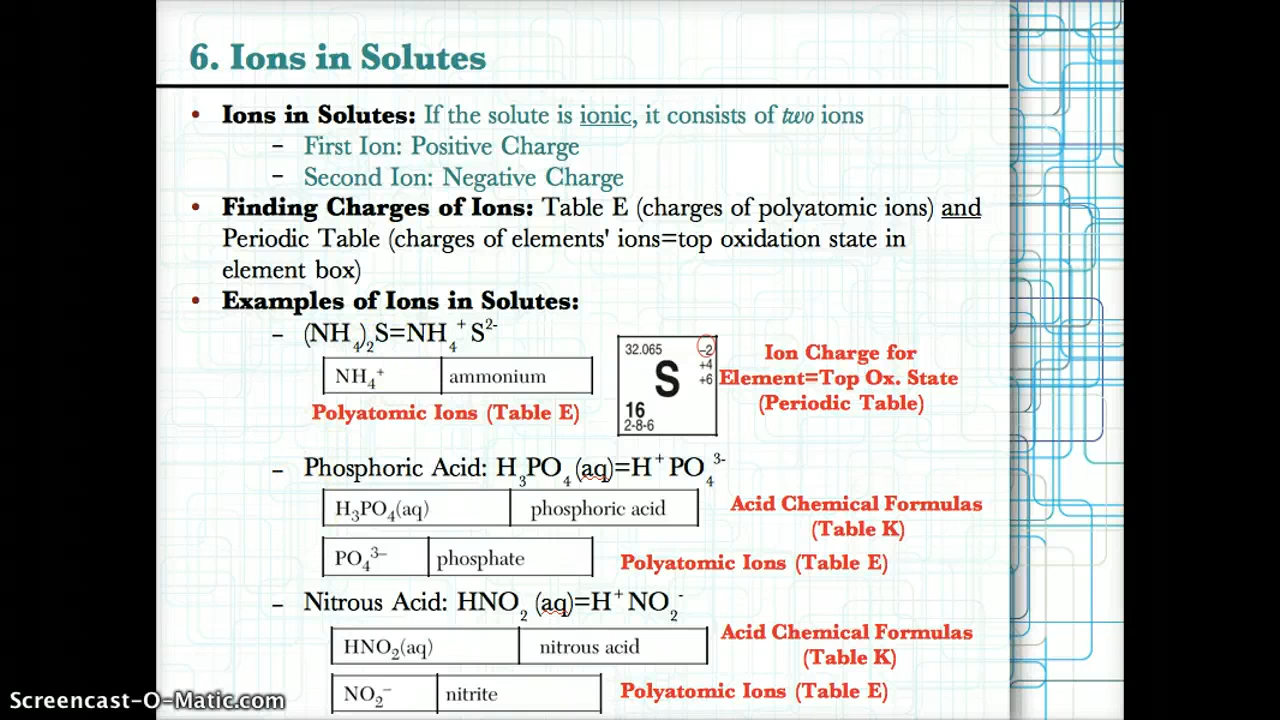 6. Ions in Solutes
• Ions in Solutes: If the solute is ionic, it consists of two ions
– First Ion: Positive Charge
– Second Ion: Negative Charge
• Finding Charges of Ions: Table E (charges of polyatomic ions) and
Periodic Table (charges of elements' ions=top oxidation state in
element box)
• Examples of Ions in Solutes:
– (NH₄)₂S=NH₄⁺ S²⁻
NH₄⁺ ammonium
Polyatomic Ions (Table E)
32.065 –2
+4
+6
S
16
2-8-6
Ion Charge for
Element=Top Ox. State
(Periodic Table)
– Phosphoric Acid: H₃PO₄ (aq)=H⁺ PO₄³⁻
H₃PO₄(aq) phosphoric acid
Acid Chemical Formulas
(Table K)
PO₄³⁻ phosphate
Polyatomic Ions (Table E)
– Nitrous Acid: HNO₂ (aq)=H⁺ NO₂⁻
HNO₂(aq) nitrous acid
Acid Chemical Formulas
(Table K)
NO₂⁻ nitrite
Polyatomic Ions (Table E)
Screencast-O-Matic.com